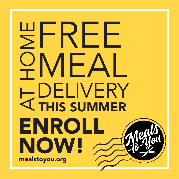 AT HOME
FREE
MEAL
DELIVERY
THIS SUMMER
ENROLL
NOW!
mealstoyou.org
Meals
to You